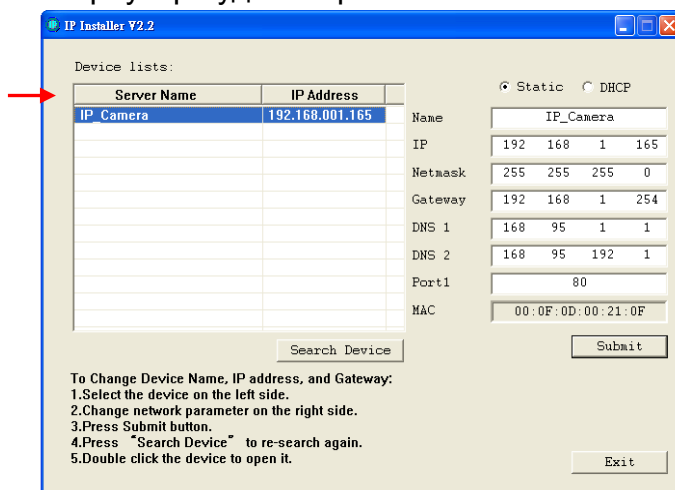 IP Installer V2.2
Device lists:
Server Name IP Address
IP_Camera 192.168.001.165
Static DHCP
Name IP_Camera
IP 192 168 1 165
Netmask 255 255 255 0
Gateway 192 168 1 254
DNS 1 168 95 1 1
DNS 2 168 95 192 1
Port1 80
MAC 00:0F:0D:00:21:0F
Search Device
Submit
To Change Device Name, IP address, and Gateway:
1.Select the device on the left side.
2.Change network parameter on the right side.
3.Press Submit button.
4.Press “Search Device” to re-search again.
5.Double click the device to open it.
Exit